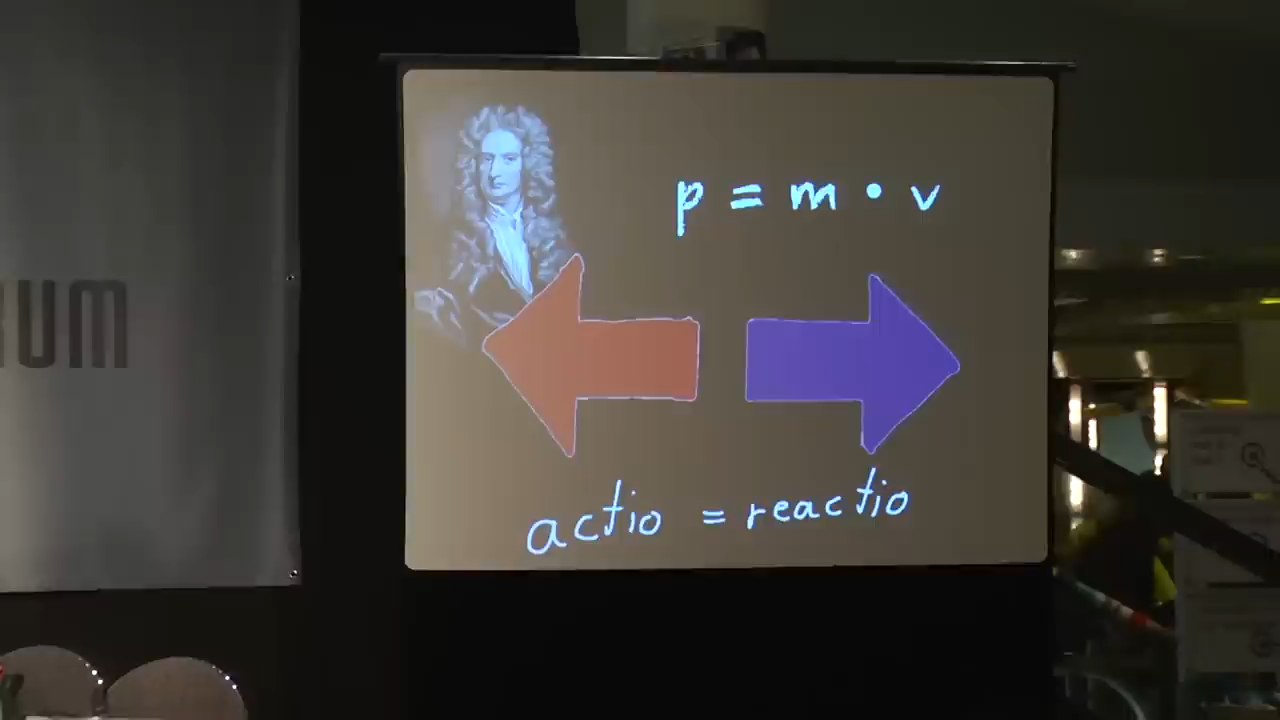 p = m • v
RUM
actio = reactio